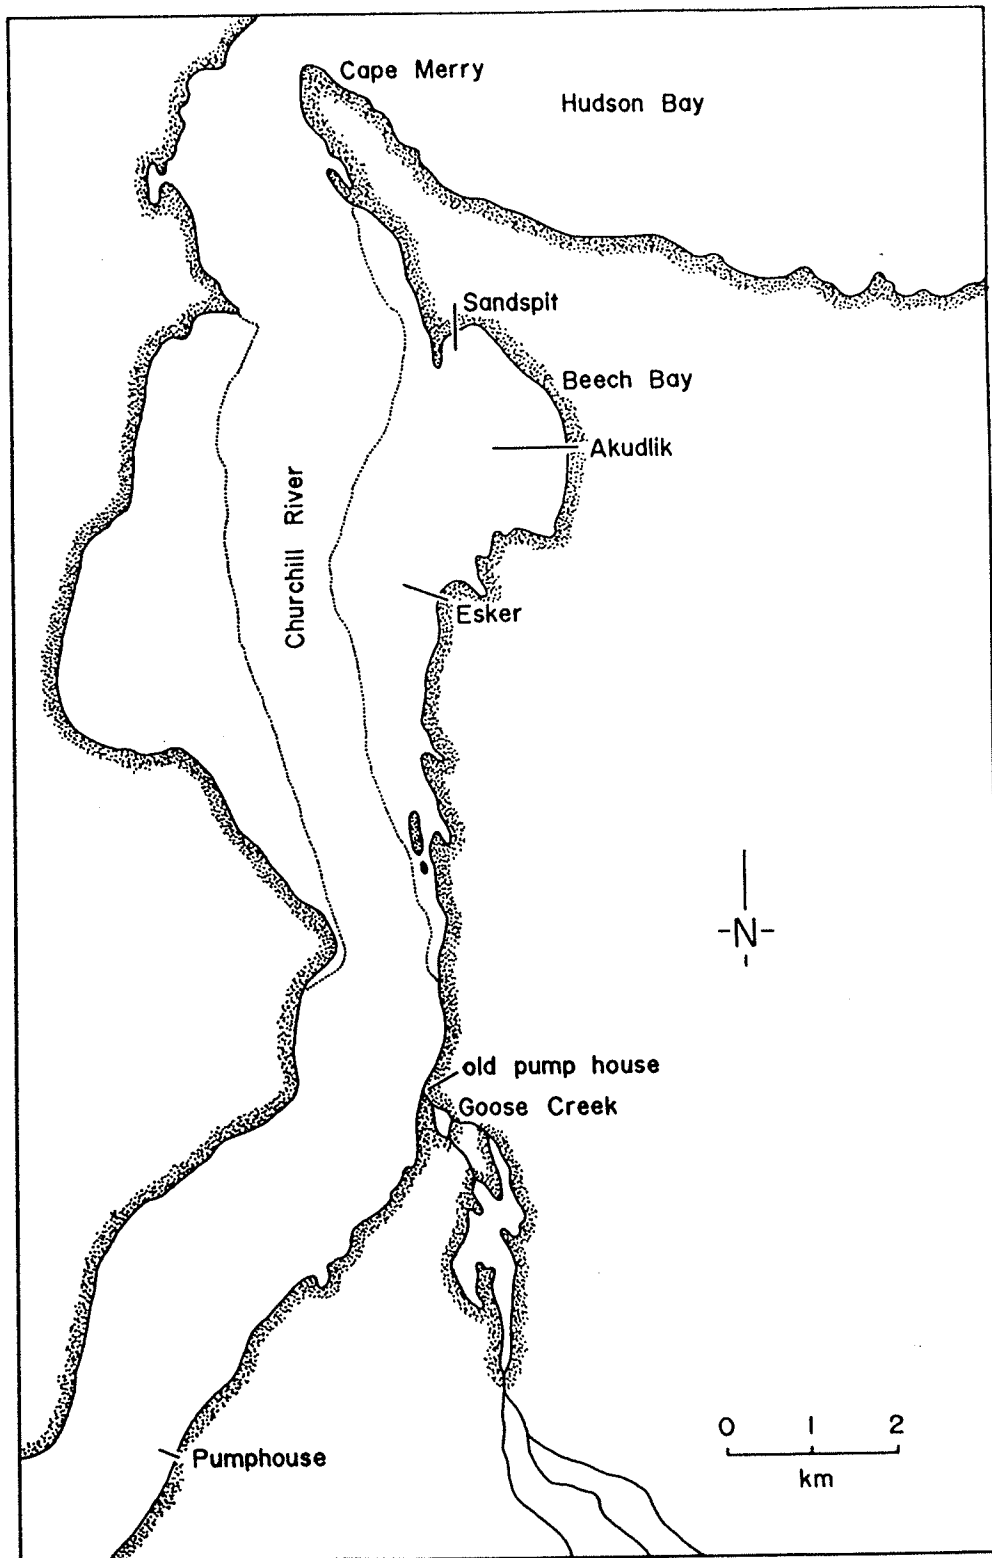 Cape Merry
Hudson Bay
Sandspit
Beech Bay
Akudlik
Churchill River
Esker
-N-
old pump house
Goose Creek
0 1 2
km
Pumphouse